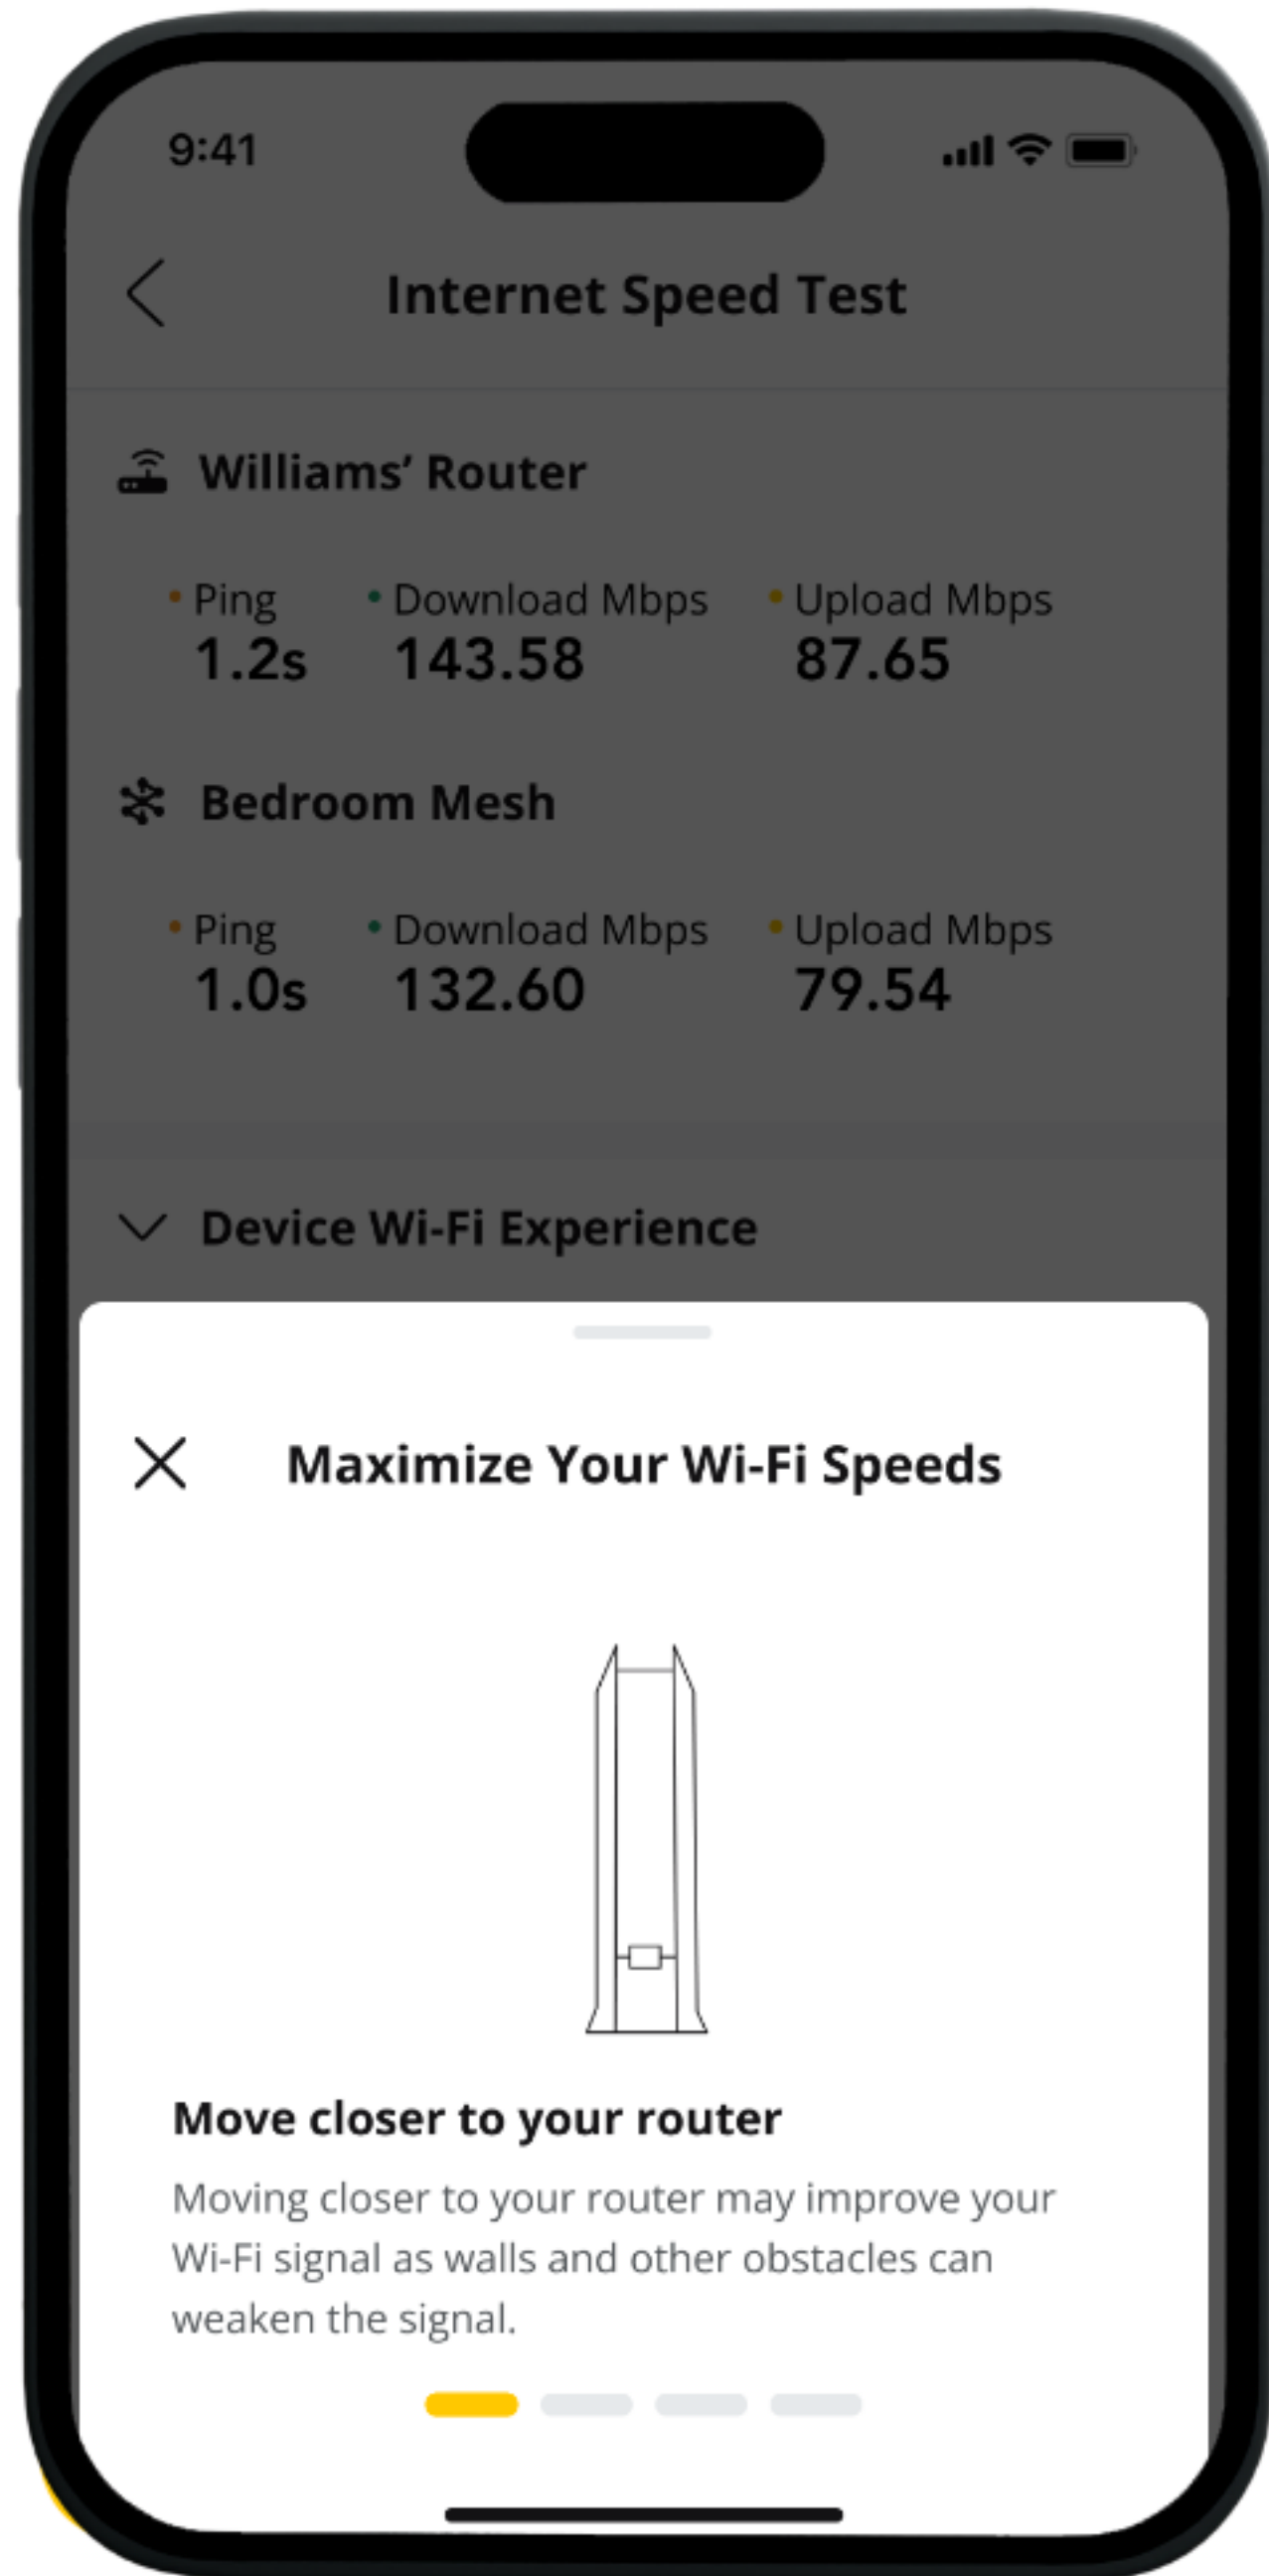 9:41
Internet Speed Test
Williams’ Router
Ping Download Mbps Upload Mbps
1.2s 143.58 87.65
Bedroom Mesh
Ping Download Mbps Upload Mbps
1.0s 132.60 79.54
Device Wi-Fi Experience
Maximize Your Wi-Fi Speeds
Move closer to your router
Moving closer to your router may improve your
Wi-Fi signal as walls and other obstacles can
weaken the signal.